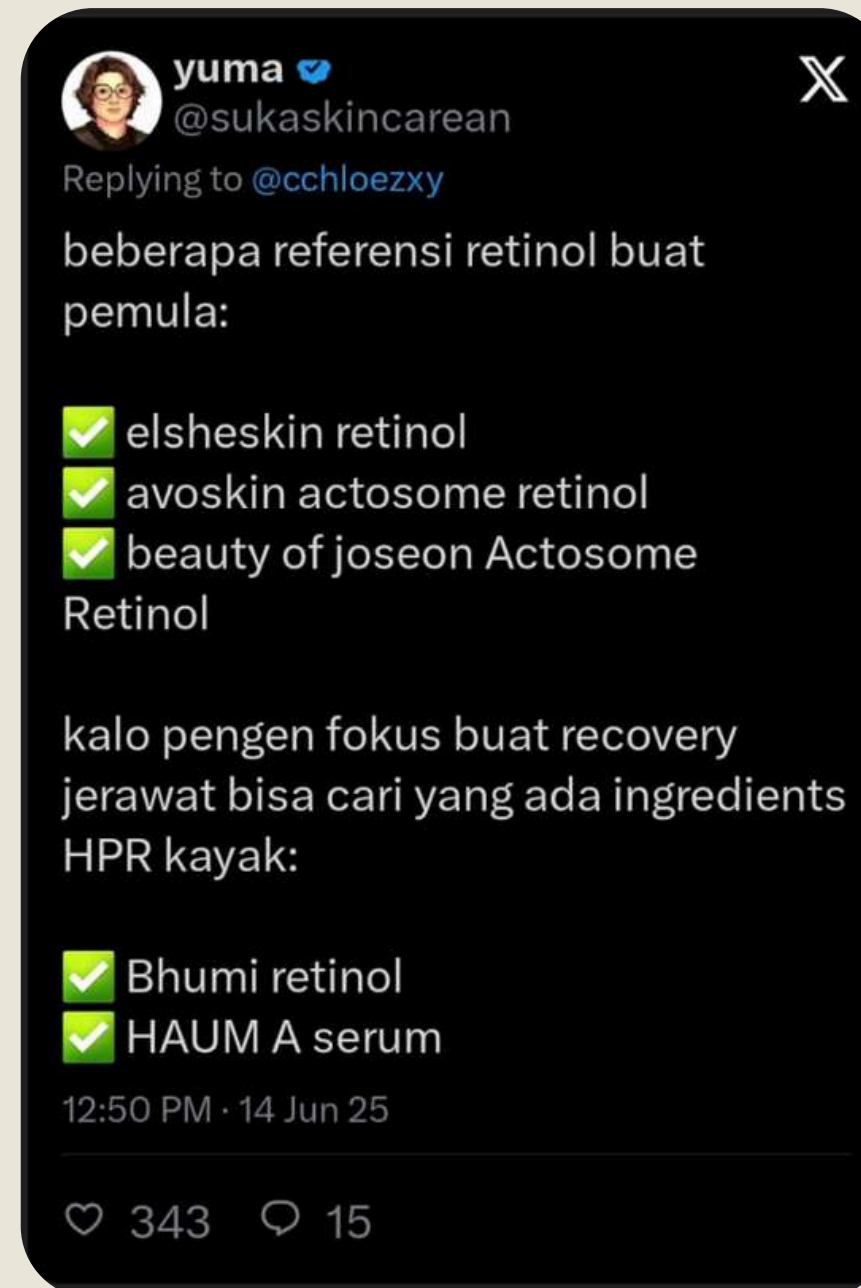 yuma
@sukaskincarean
Replying to @cchloezxy
beberapa referensi retinol buat
pemula:
✅ elsheskin retinol
✅ avoskin actosome retinol
✅ beauty of joseon Actosome
Retinol
kalo pengen fokus buat recovery
jerawat bisa cari yang ada ingredients
HPR kayak:
✅ Bhumi retinol
✅ HAUM A serum
12:50 PM · 14 Jun 25
343 15